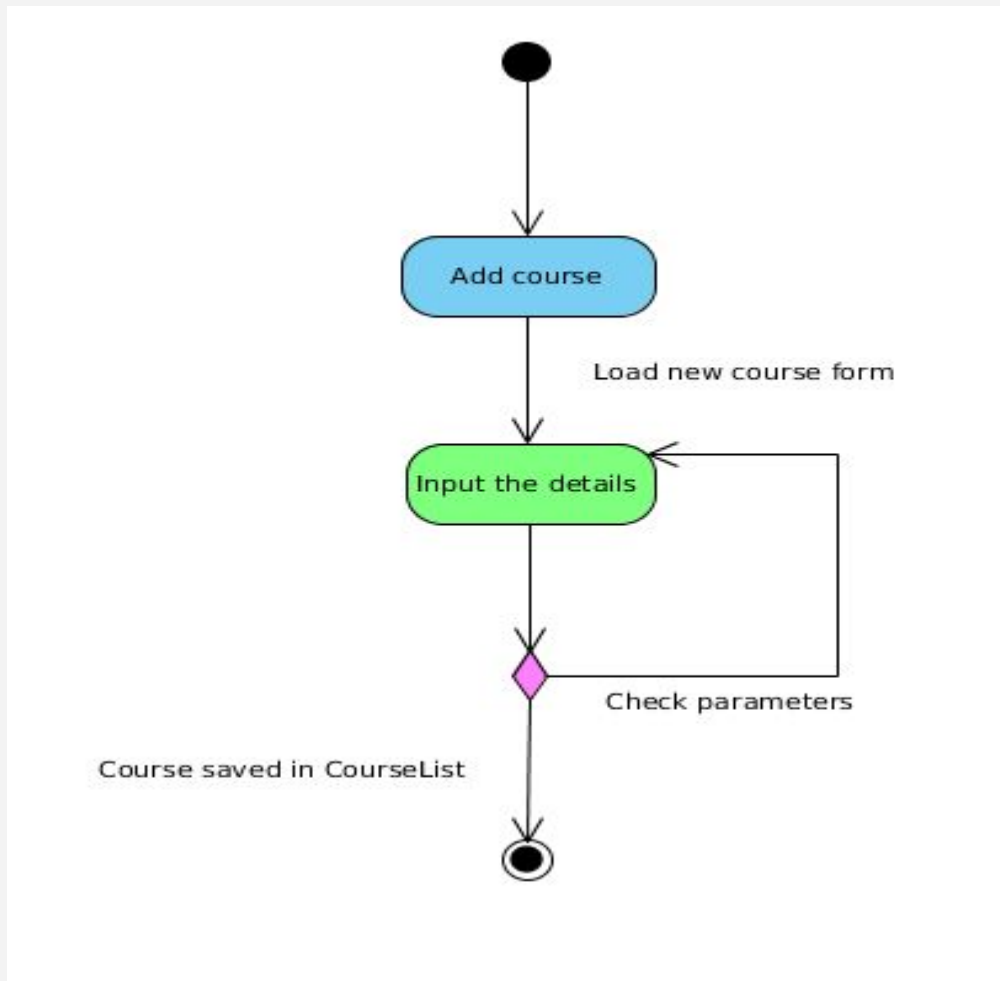 Add course
Load new course form
Input the details
Check parameters
Course saved in CourseList